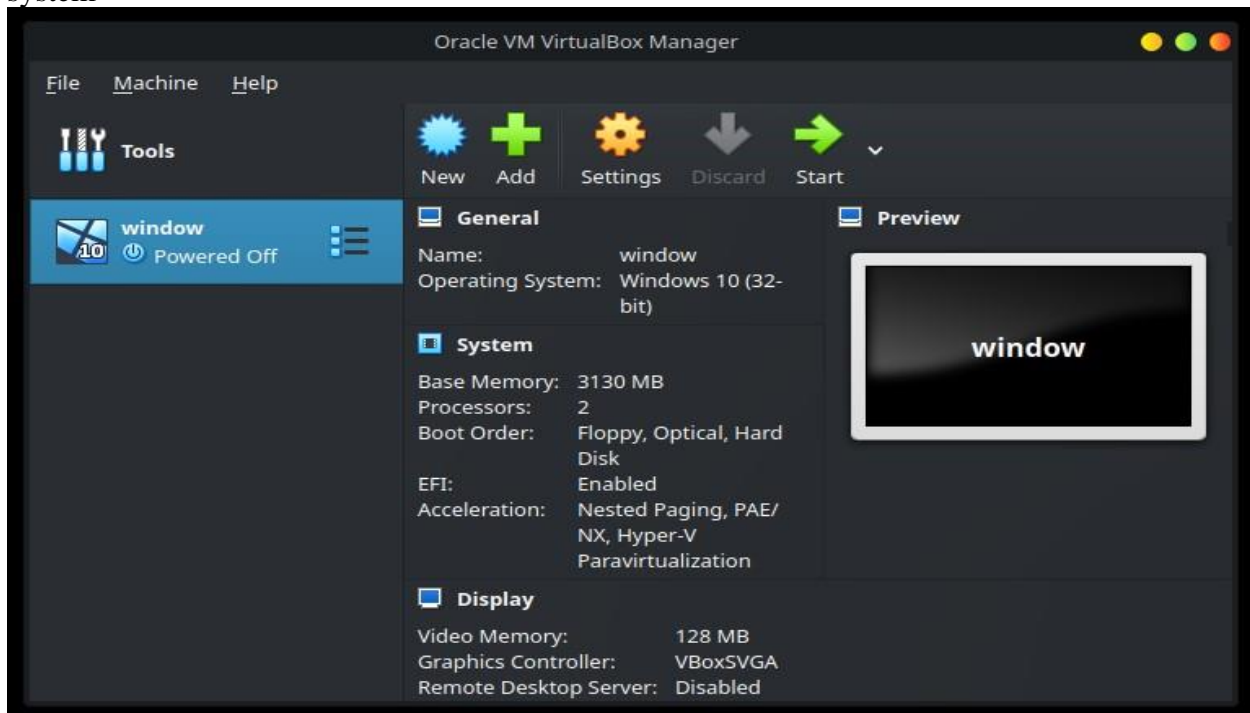 Oracle VM VirtualBox Manager
File Machine Help
Tools
New Add Settings Discard Start
window
10
Powered Off
General
Name: window
Operating System: Windows 10 (32-
bit)
System
Base Memory: 3130 MB
Processors: 2
Boot Order: Floppy, Optical, Hard
Disk
EFI: Enabled
Acceleration: Nested Paging, PAE/
NX, Hyper-V
Paravirtualization
Display
Video Memory: 128 MB
Graphics Controller: VBoxSVGA
Remote Desktop Server: Disabled
Preview
window